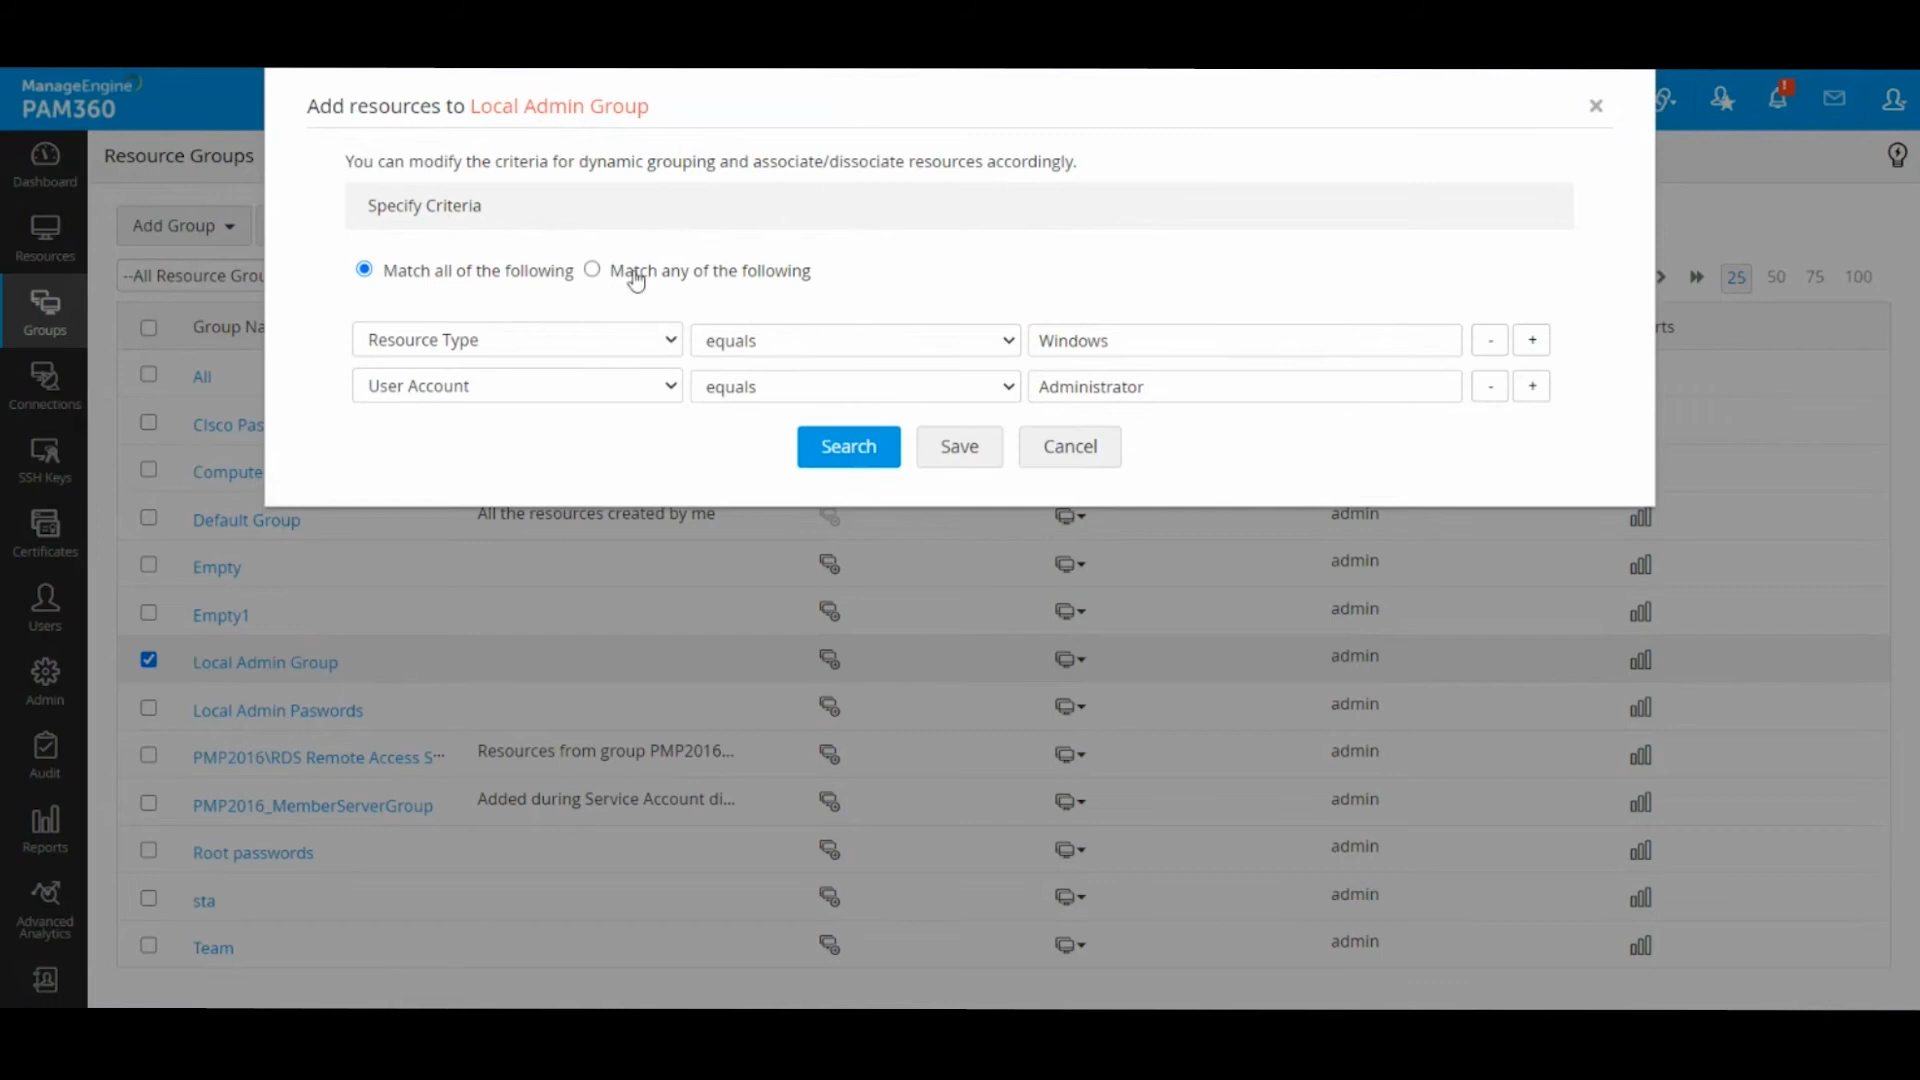 ManageEngine
PAM360
Add resources to Local Admin Group
You can modify the criteria for dynamic grouping and associate/dissociate resources accordingly.
Specify Criteria
Match all of the following Match any of the following
Resource Type equals Windows - +
User Account equals Administrator - +
Search Save Cancel
Dashboard
Resources
Groups
Connections
SSH Keys
Certificates
Users
Admin
Audit
Reports
Advanced
Analytics
Resource Groups
Add Group
--All Resource Grou
25 50 75 100
Group Na rts
All
CIsco Pas
Compute
Default Group All the resources created by me admin
Empty admin
Empty1 admin
Local Admin Group admin
Local Admin Paswords admin
PMP2016\RDS Remote Access S... Resources from group PMP2016... admin
PMP2016_MemberServerGroup Added during Service Account di... admin
Root passwords admin
sta admin
Team admin